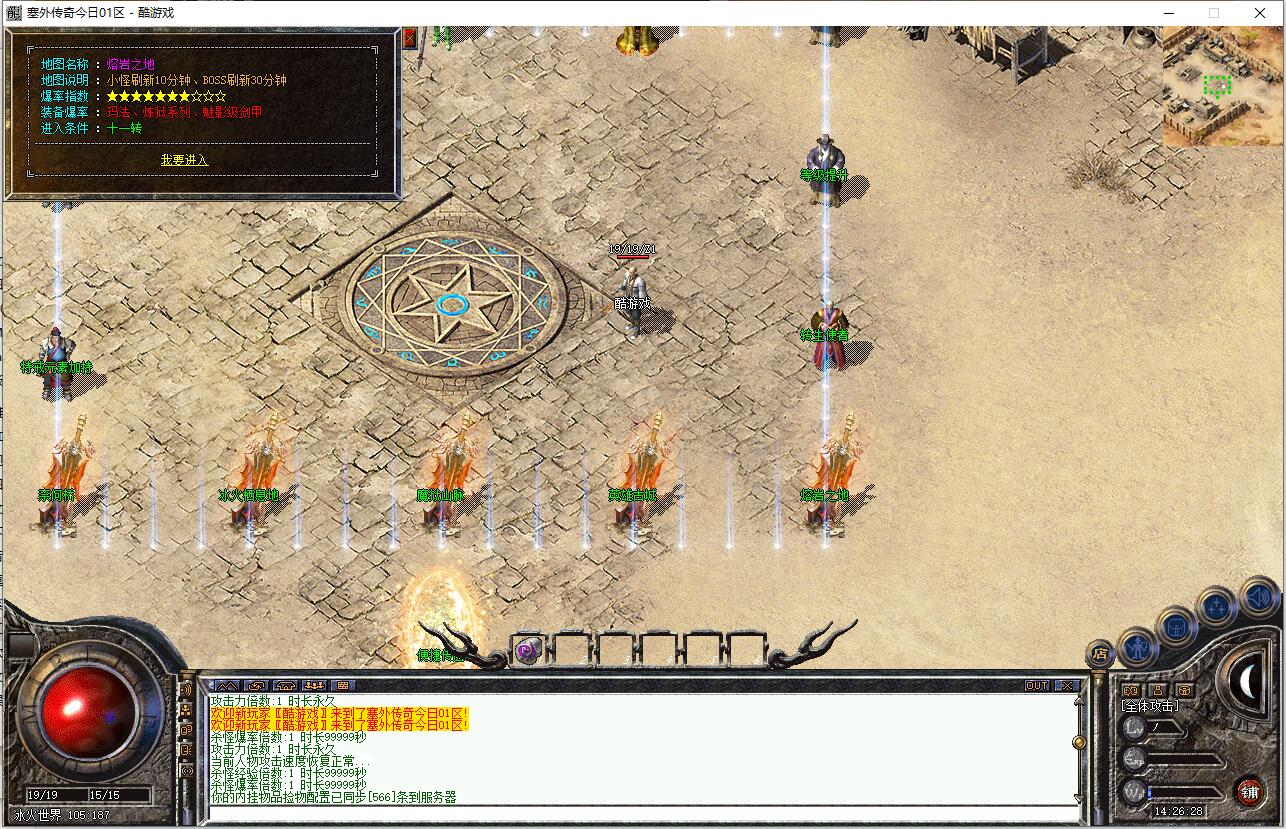 塞外传奇今日01区 - 酷游戏
地图名称 : 熔岩之地
地图说明 : 小怪刷新10分钟、BOSS刷新30分钟
爆率指数 : ★★★★★★★☆☆☆
装备爆率 : 玛法、炼狱系列、魅影级剑甲
进入条件 : 十一转
我要进入
等级提升
19/19/Z1
酷游戏
转生使者
特戒元素加持
奈何桥
冰火栖息地
魔域山脉
英雄古城
熔岩之地
店
OUT
攻击力倍数:1 时长永久
欢迎新玩家〖酷游戏〗来到了塞外传奇今日01区!
欢迎新玩家〖酷游戏〗来到了塞外传奇今日01区!
杀怪爆率倍数:1 时长99999秒
攻击力倍数:1 时长永久
当前人物攻击速度恢复正常...
杀怪经验倍数:1 时长99999秒
杀怪爆率倍数:1 时长99999秒
你的内挂物品捡物配置已同步[566]条到服务器
[全体攻击]
Lv
Exp
铺
14:26:28
19/19
15/15
冰火世界 105:187